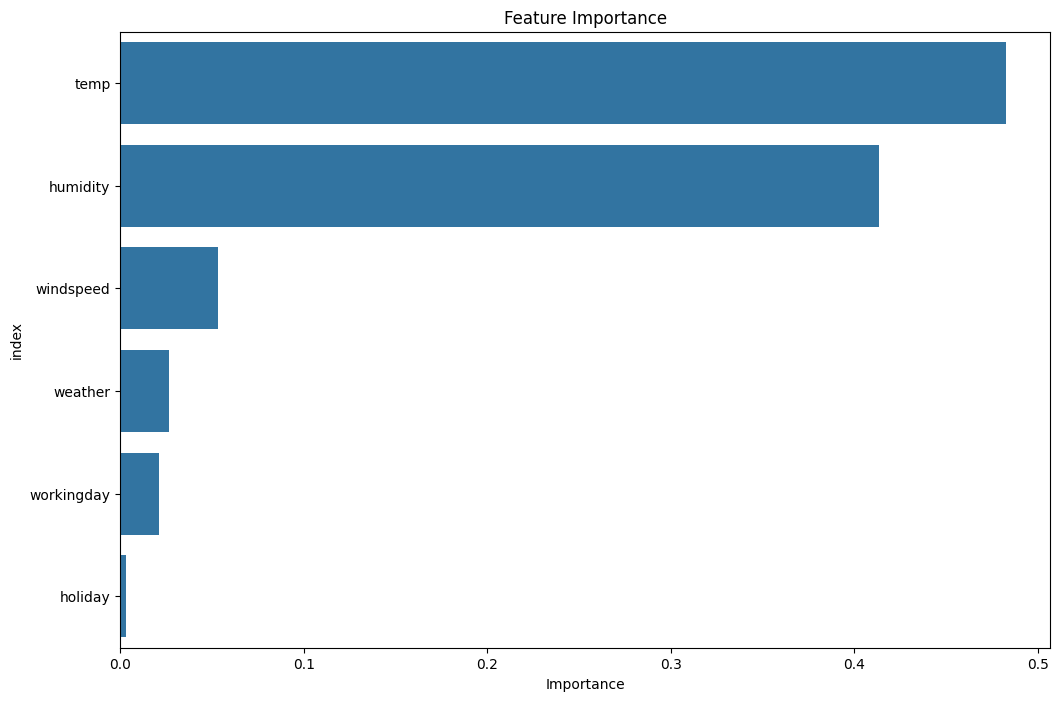 Feature Importance
temp
humidity
windspeed
weather
workingday
holiday
index
0.0 0.1 0.2 0.3 0.4 0.5
Importance